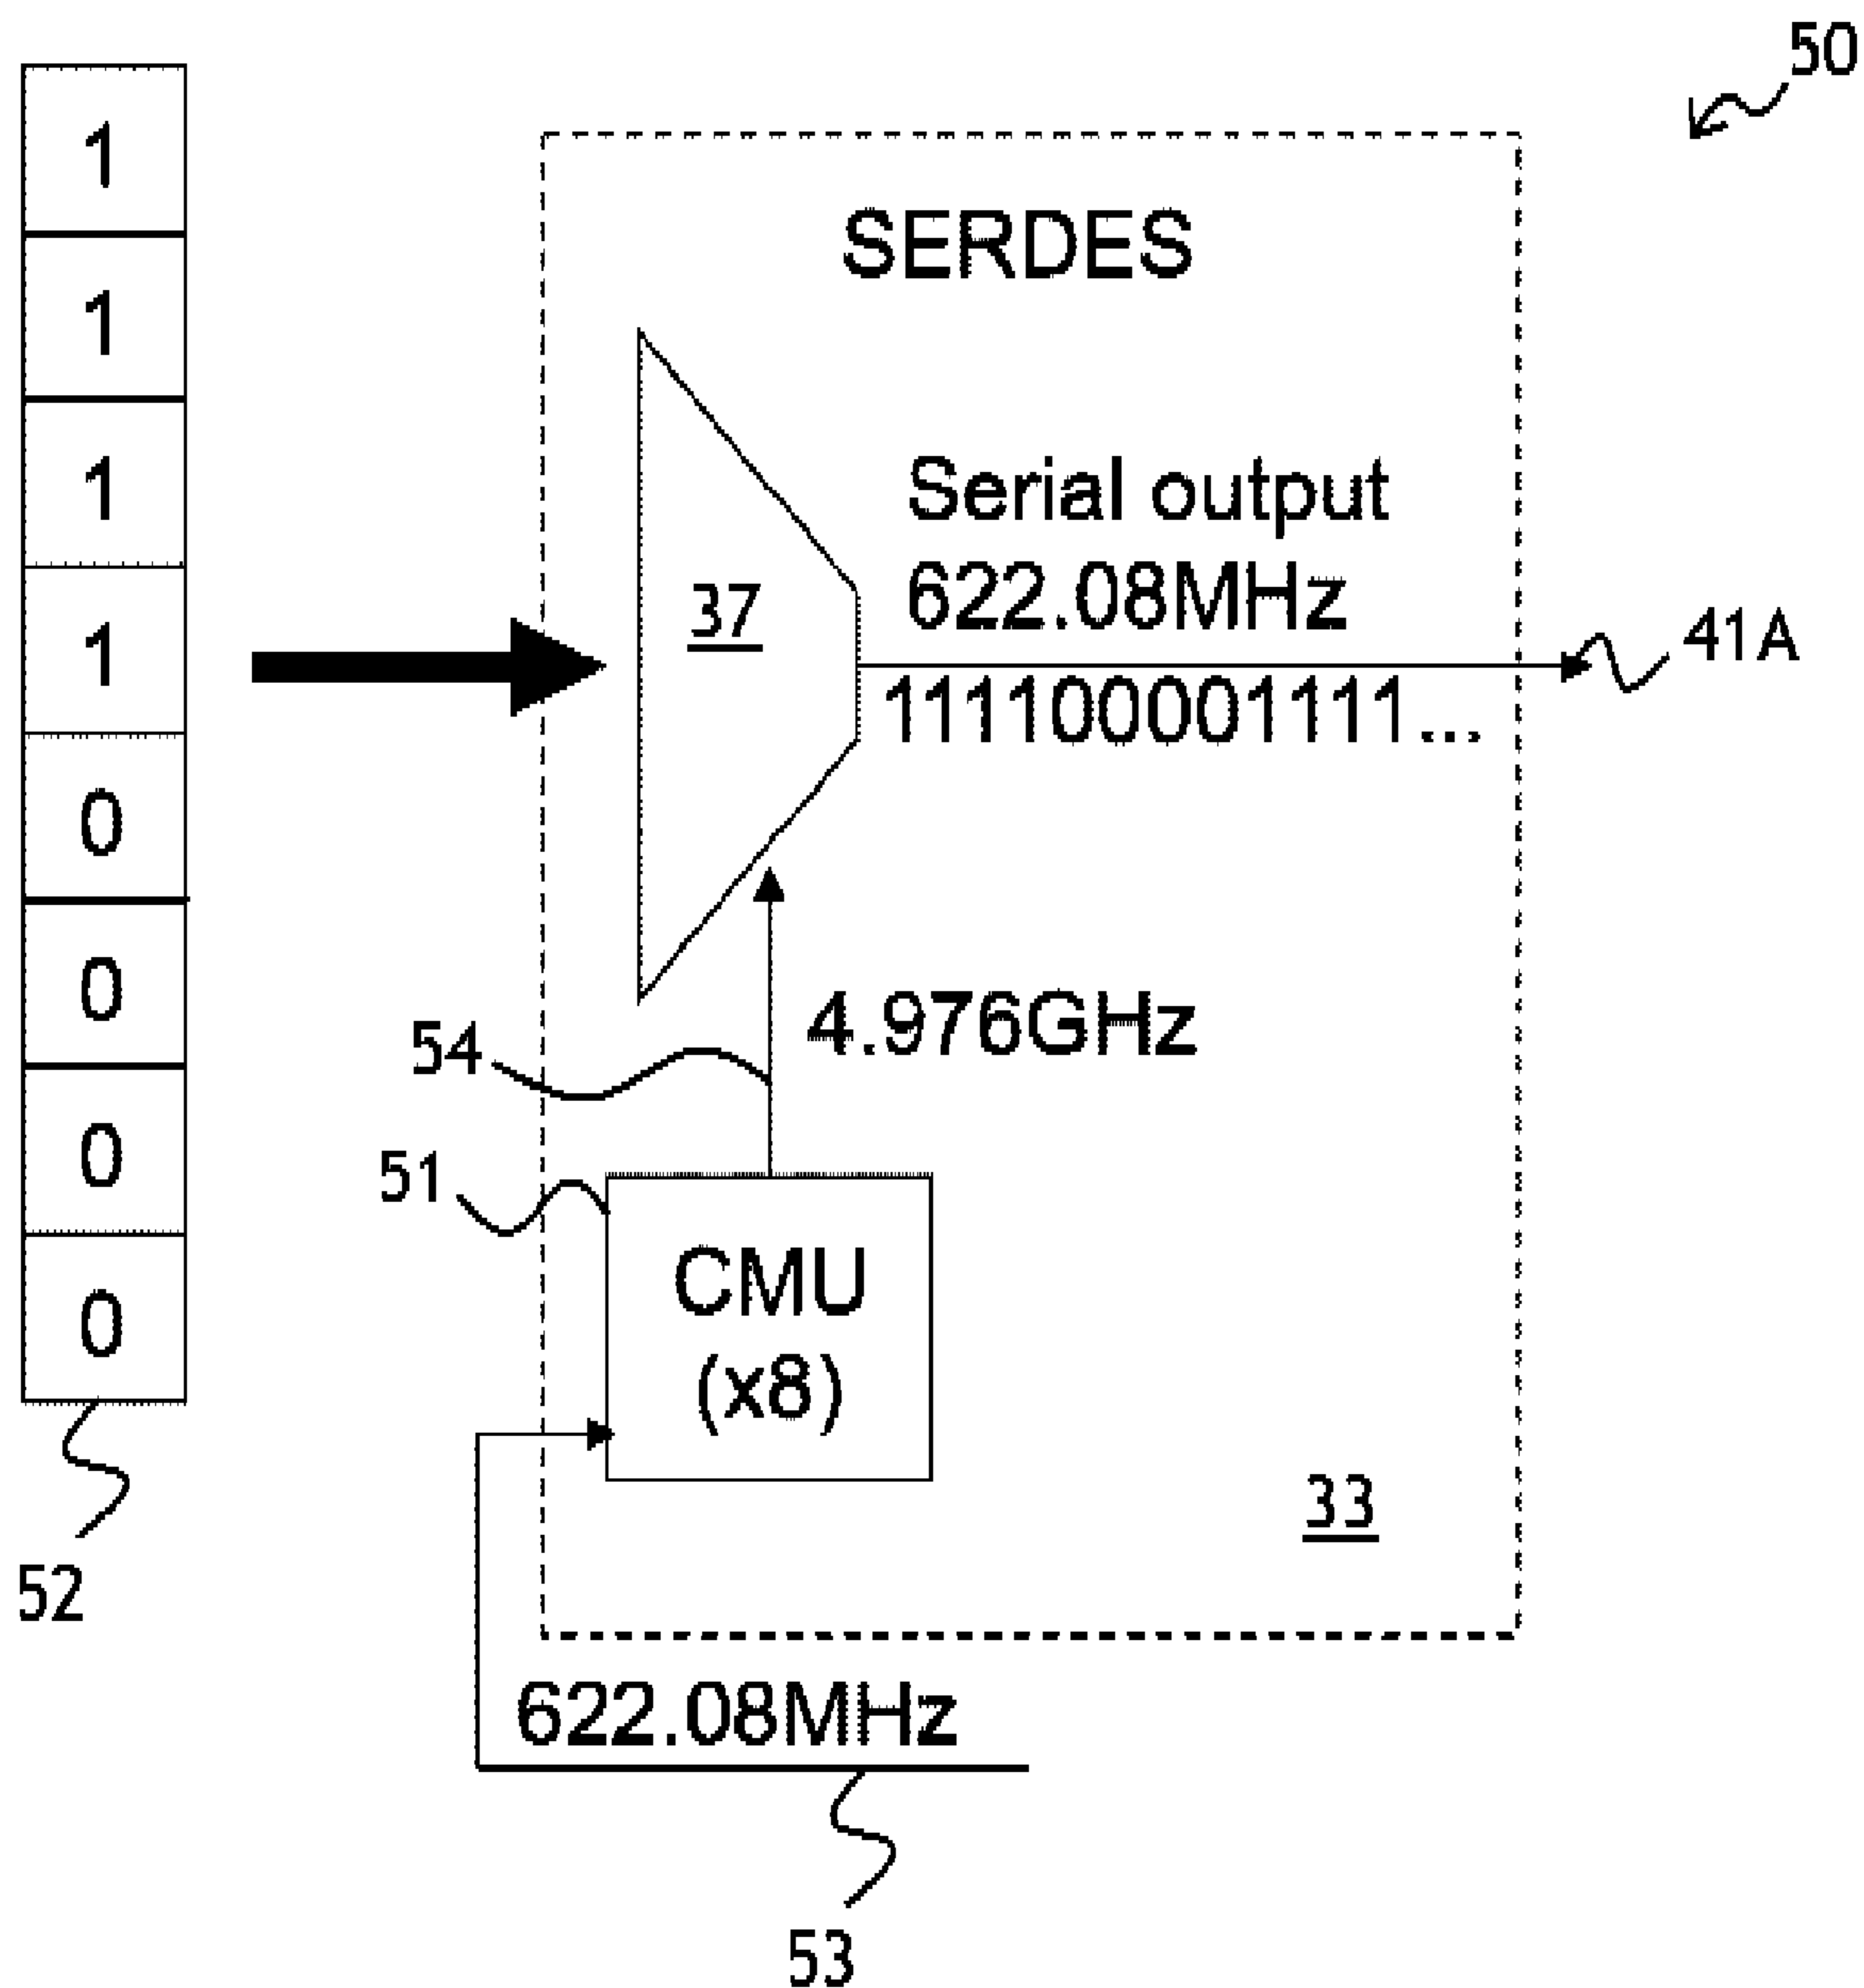 50
1
1
1
1
0
0
0
0
52
SERDES
37
Serial output
622.08MHz
111100001111...
41A
54
4.976GHz
51
CMU
(x8)
33
622.08MHz
53